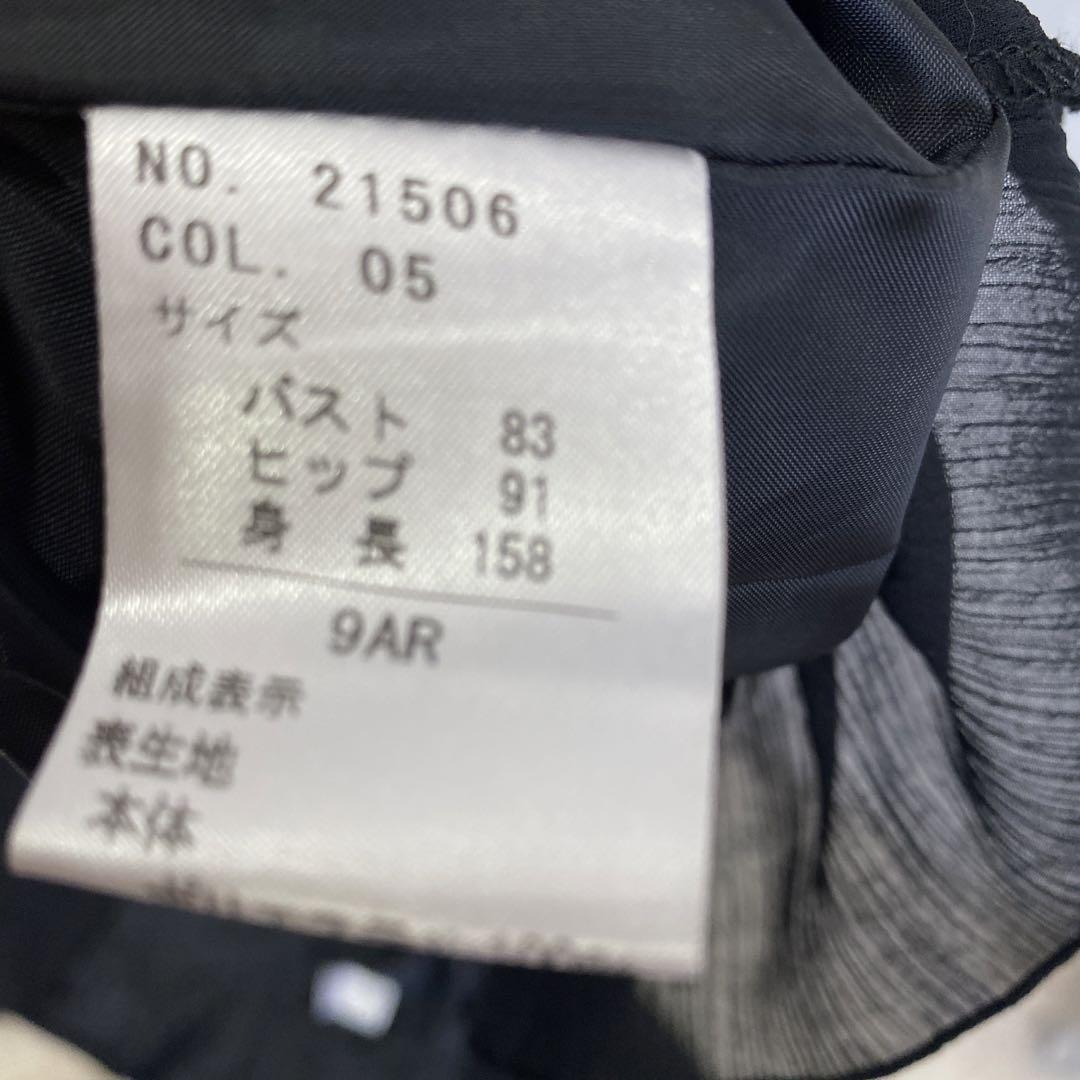 NO. 21506
COL. 05
サイズ
バスト 83
ヒップ 91
身長 158
9AR
組成表示
表生地
本体